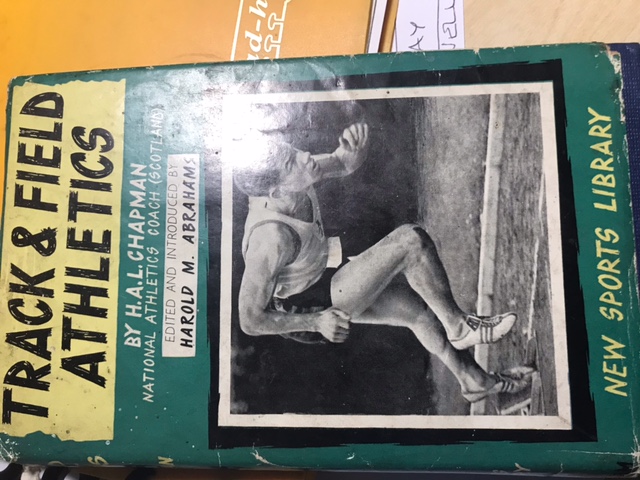 TRACK & FIELD
ATHLETICS
BY H.A.L. CHAPMAN
NATIONAL ATHLETICS COACH (SCOTLAND)
EDITED AND INTRODUCED BY
HAROLD M. ABRAHAMS
NEW SPORTS LIBRARY